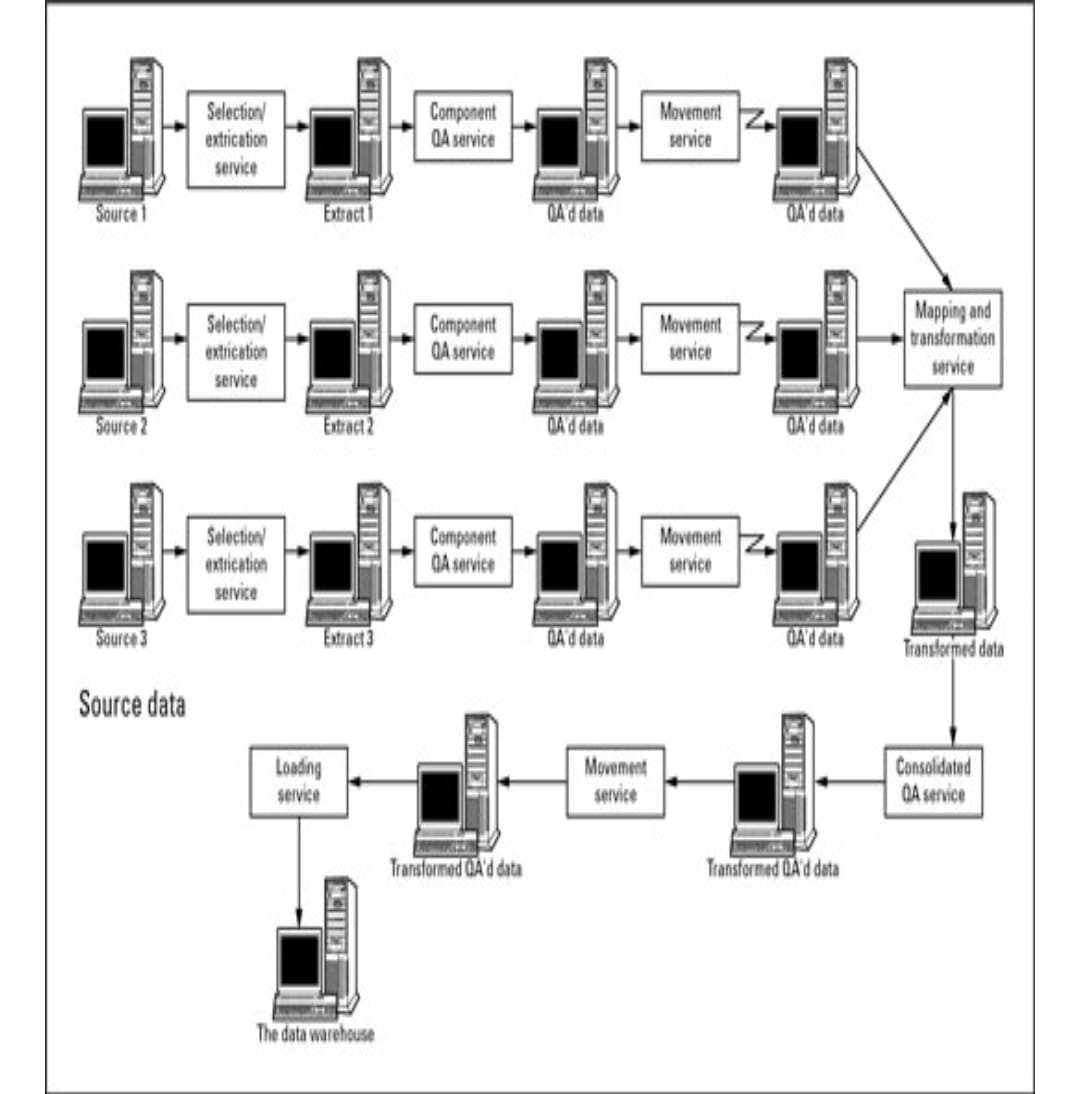 Selection/
extrication
service
Component
QA service
Movement
service
Source 1
Extract 1
QA'd data
QA'd data
Selection/
extrication
service
Component
QA service
Movement
service
Mapping and
transformation
service
Source 2
Extract 2
QA'd data
QA'd data
Selection/
extrication
service
Component
QA service
Movement
service
Source 3
Extract 3
QA'd data
QA'd data
Transformed data
Source data
Loading
service
Movement
service
Consolidated
QA service
Transformed QA'd data
Transformed QA'd data
The data warehouse